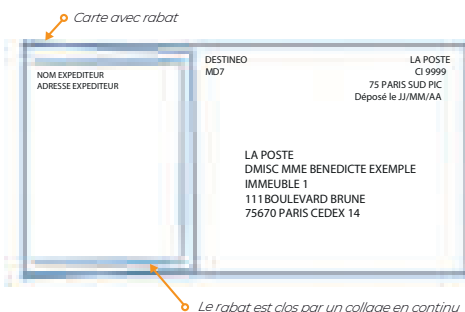 Carte avec rabat
NOM EXPEDITEUR
ADRESSE EXPEDITEUR
DESTINEO
MD7
LA POSTE
CI 9999
75 PARIS SUD PIC
Déposé le JJ/MM/AA
LA POSTE
DMISC MME BENEDICTE EXEMPLE
IMMEUBLE 1
111BOULEVARD BRUNE
75670 PARIS CEDEX 14
Le rabat est clos par un collage en continu